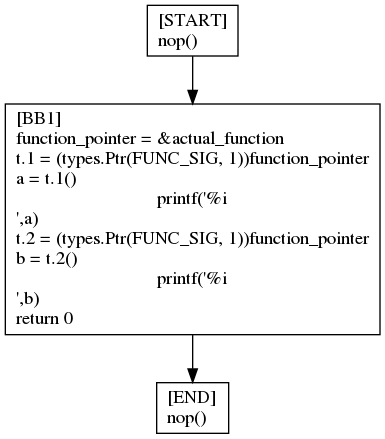 [START]
nop()
[BB1]
function_pointer = &actual_function
t.1 = (types.Ptr(FUNC_SIG, 1))function_pointer
a = t.1()
printf('%i
',a)
t.2 = (types.Ptr(FUNC_SIG, 1))function_pointer
b = t.2()
printf('%i
',b)
return 0
[END]
nop()